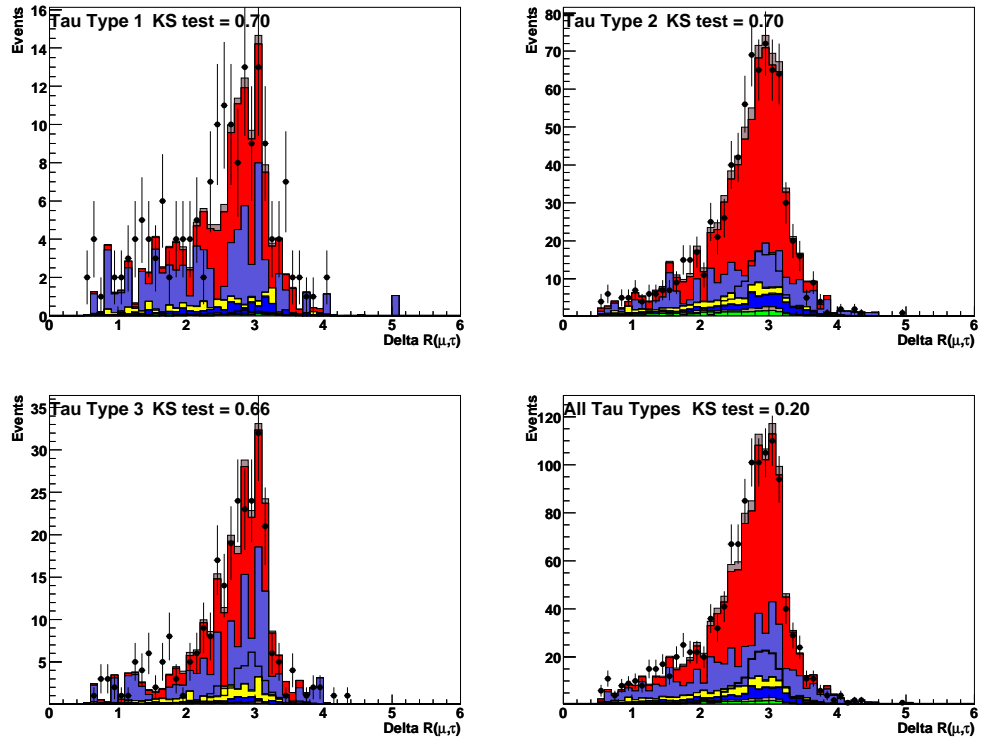 Tau Type 1 KS test = 0.70
Events
16
14
12
10
8
6
4
2
0
0 1 2 3 4 5 6
Delta R(μ,τ)
Tau Type 2 KS test = 0.70
Events
80
70
60
50
40
30
20
10
0 1 2 3 4 5 6
Delta R(μ,τ)
Tau Type 3 KS test = 0.66
Events
35
30
25
20
15
10
5
0 1 2 3 4 5 6
Delta R(μ,τ)
All Tau Types KS test = 0.20
Events
120
100
80
60
40
20
0 1 2 3 4 5 6
Delta R(μ,τ)